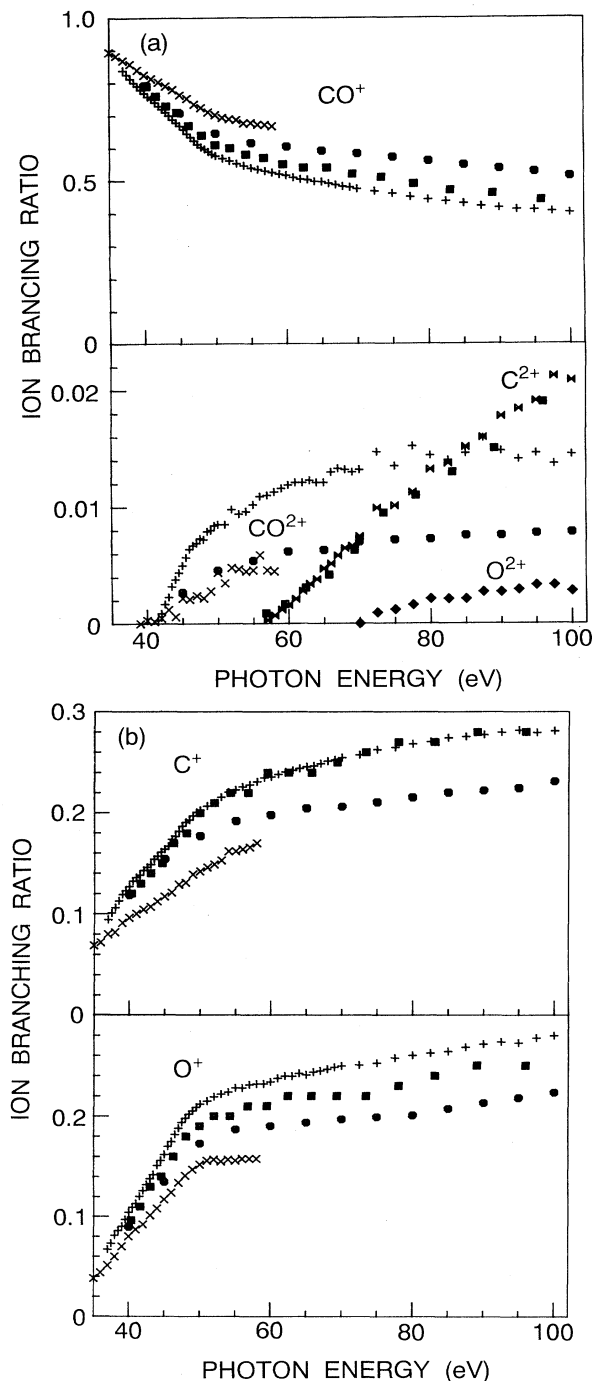 1.0
(a)
CO+
0.5
0
ION BRANCING RATIO
C2+
0.02
0.01
CO2+
O2+
0
40 60 80 100
PHOTON ENERGY (eV)
0.3
(b)
C+
0.2
0.1
0
ION BRANCHING RATIO
O+
0.2
0.1
0
40 60 80 100
PHOTON ENERGY (eV)